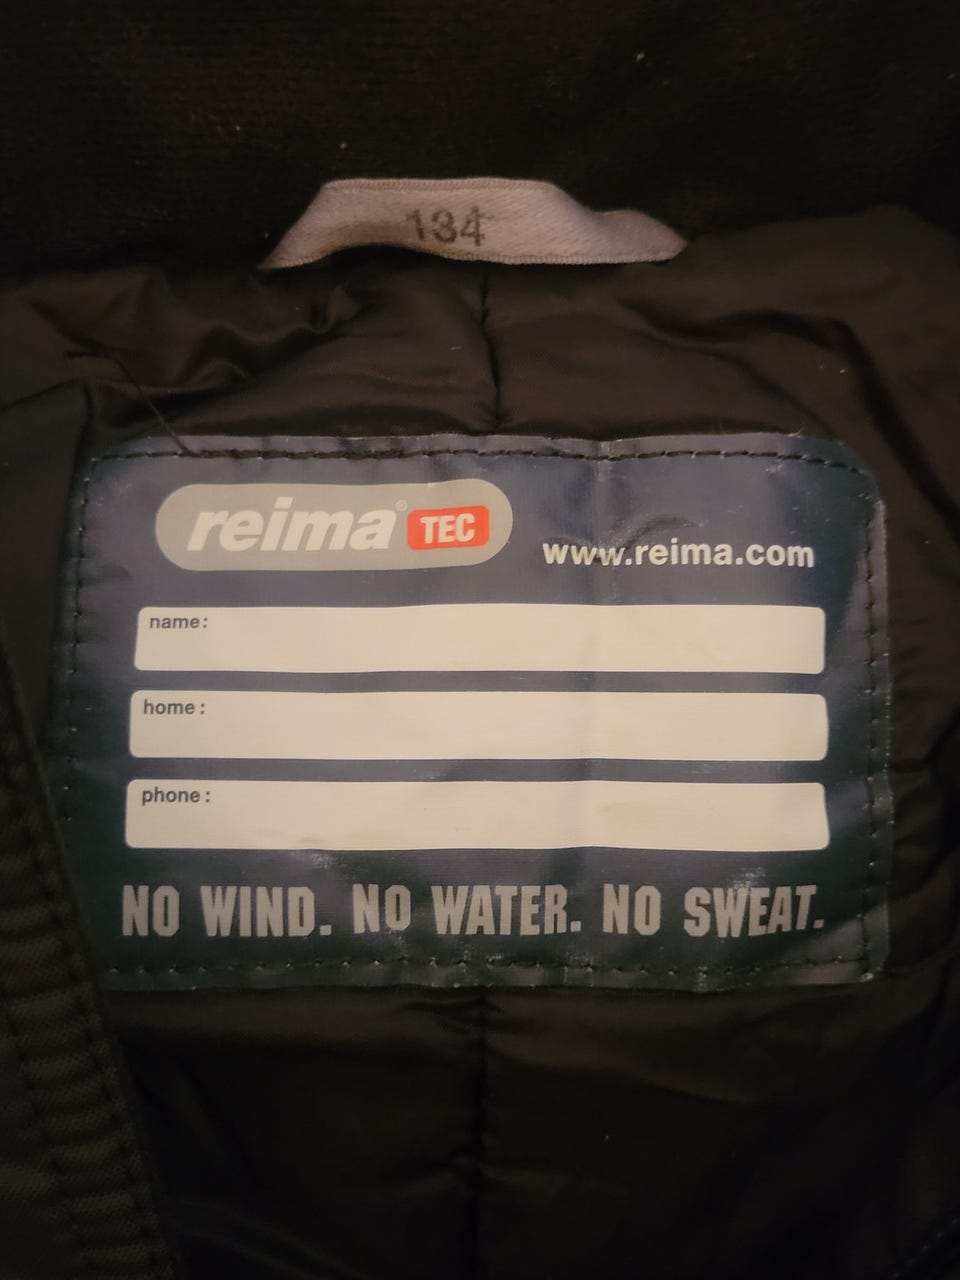 134
reima® TEC
www.reima.com
name:
home:
phone:
NO WIND. NO WATER. NO SWEAT.